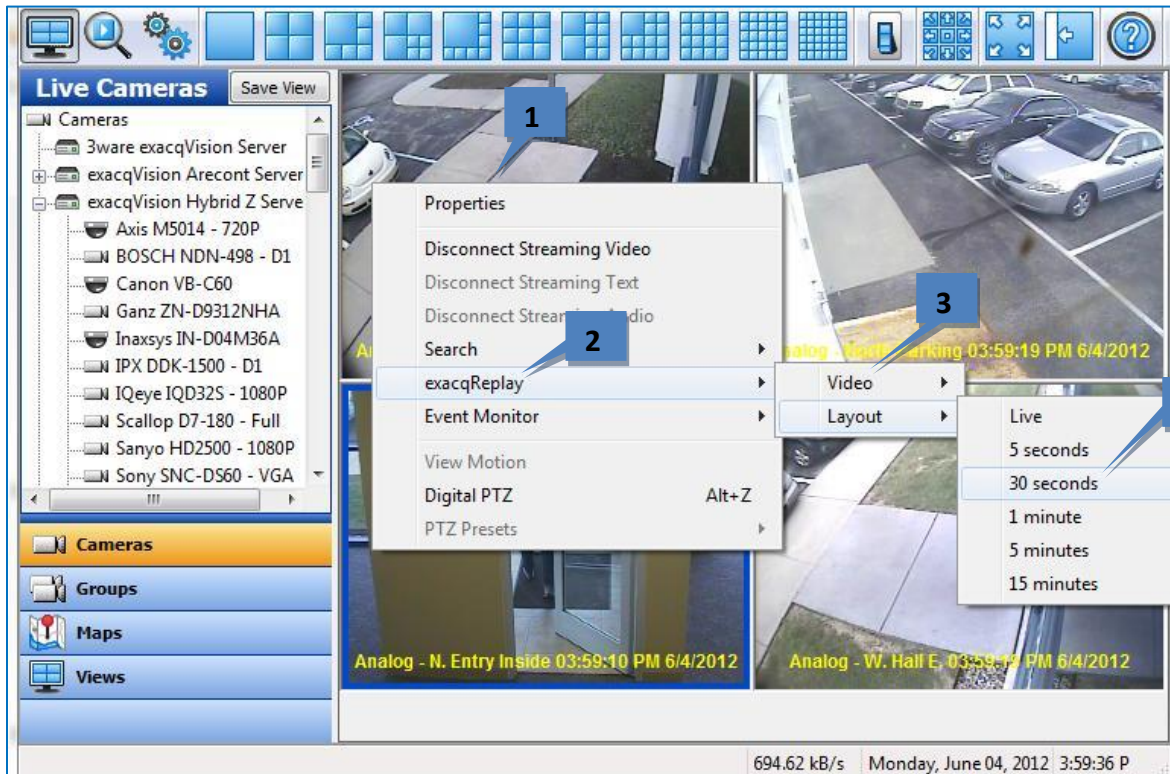 Live Cameras
Save View
Cameras
3ware exacqVision Server
exacqVision Arecont Server
exacqVision Hybrid Z Serve
Axis M5014 - 720P
BOSCH NDN-498 - D1
Canon VB-C60
Ganz ZN-D9312NHA
Inaxsys IN-D04M36A
IPX DDK-1500 - D1
IQeye IQD32S - 1080P
Scallop D7-180 - Full
Sanyo HD2500 - 1080P
Sony SNC-DS60 - VGA
Cameras
Groups
Maps
Views
1
Properties
Disconnect Streaming Video
Disconnect Streaming Text
Disconnect Streaming Audio
2
Search
exacqReplay
Event Monitor
View Motion
Digital PTZ Alt+Z
PTZ Presets
3
Parking 03:59:19 PM 6/4/2012
Video
Layout
Live
5 seconds
30 seconds
1 minute
5 minutes
15 minutes
Analog - N. Entry Inside 03:59:10 PM 6/4/2012
Analog - W. Hall E, PM 6/4/2012
694.62 kB/s
Monday, June 04, 2012
3:59:36 P